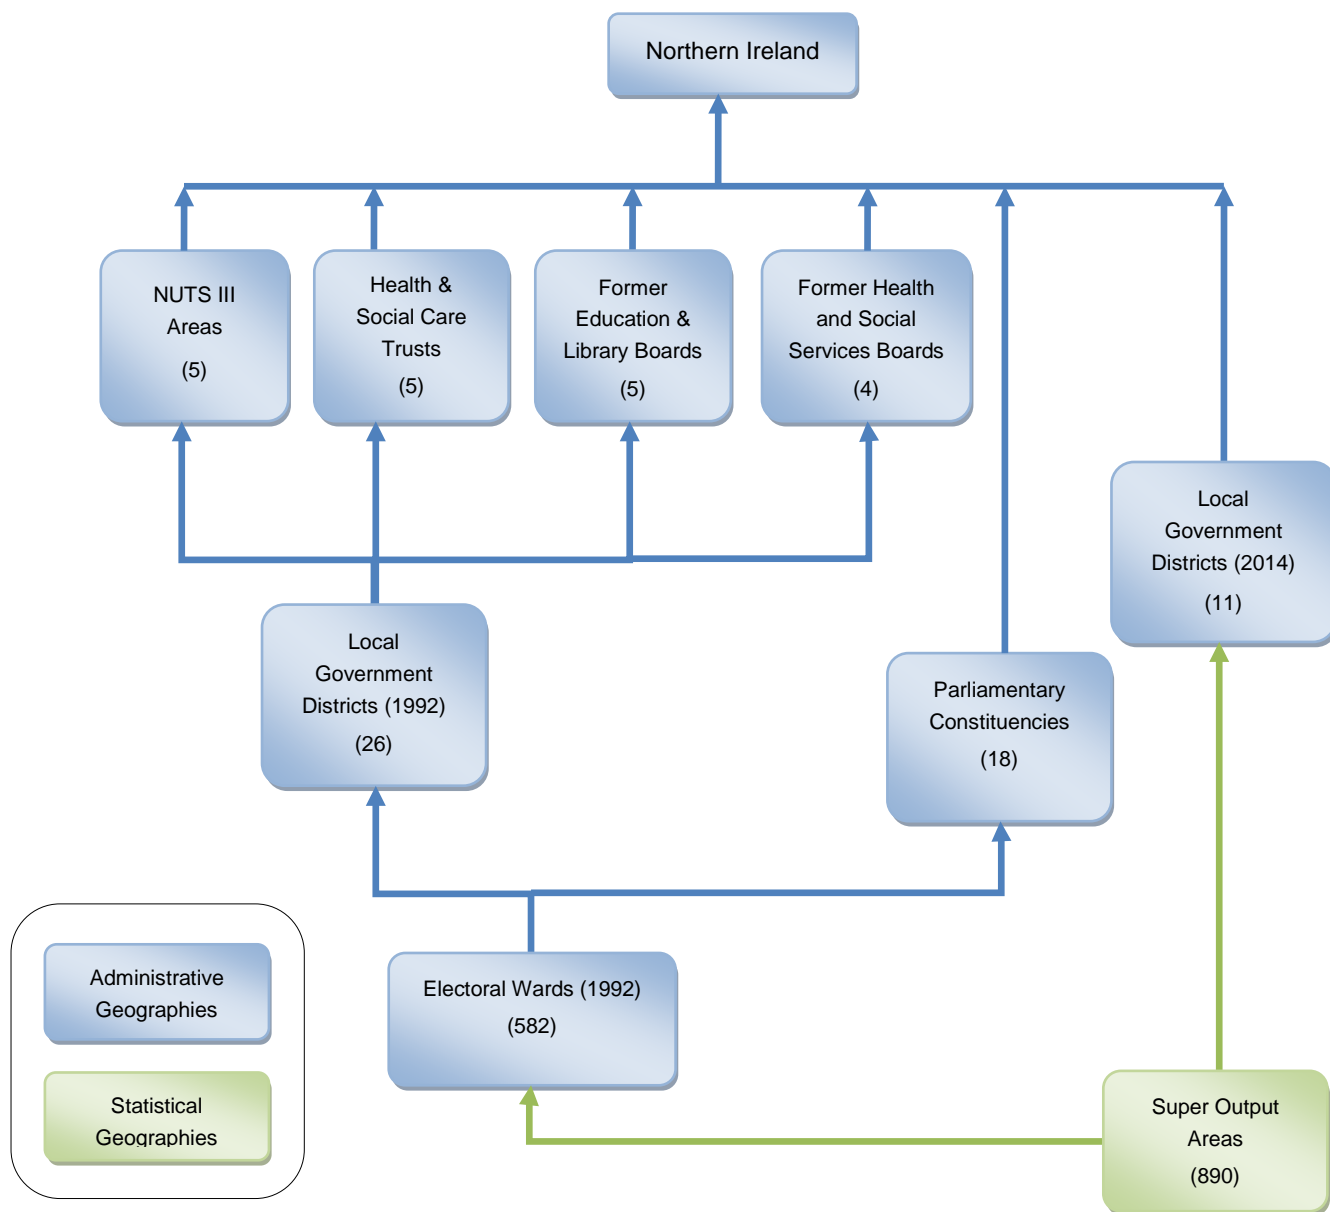 Northern Ireland
NUTS III
Areas
(5)
Health &
Social Care
Trusts
(5)
Former
Education &
Library Boards
(5)
Former Health
and Social
Services Boards
(4)
Local
Government
Districts (2014)
(11)
Local
Government
Districts (1992)
(26)
Parliamentary
Constituencies
(18)
Electoral Wards (1992)
(582)
Administrative
Geographies
Statistical
Geographies
Super Output
Areas
(890)